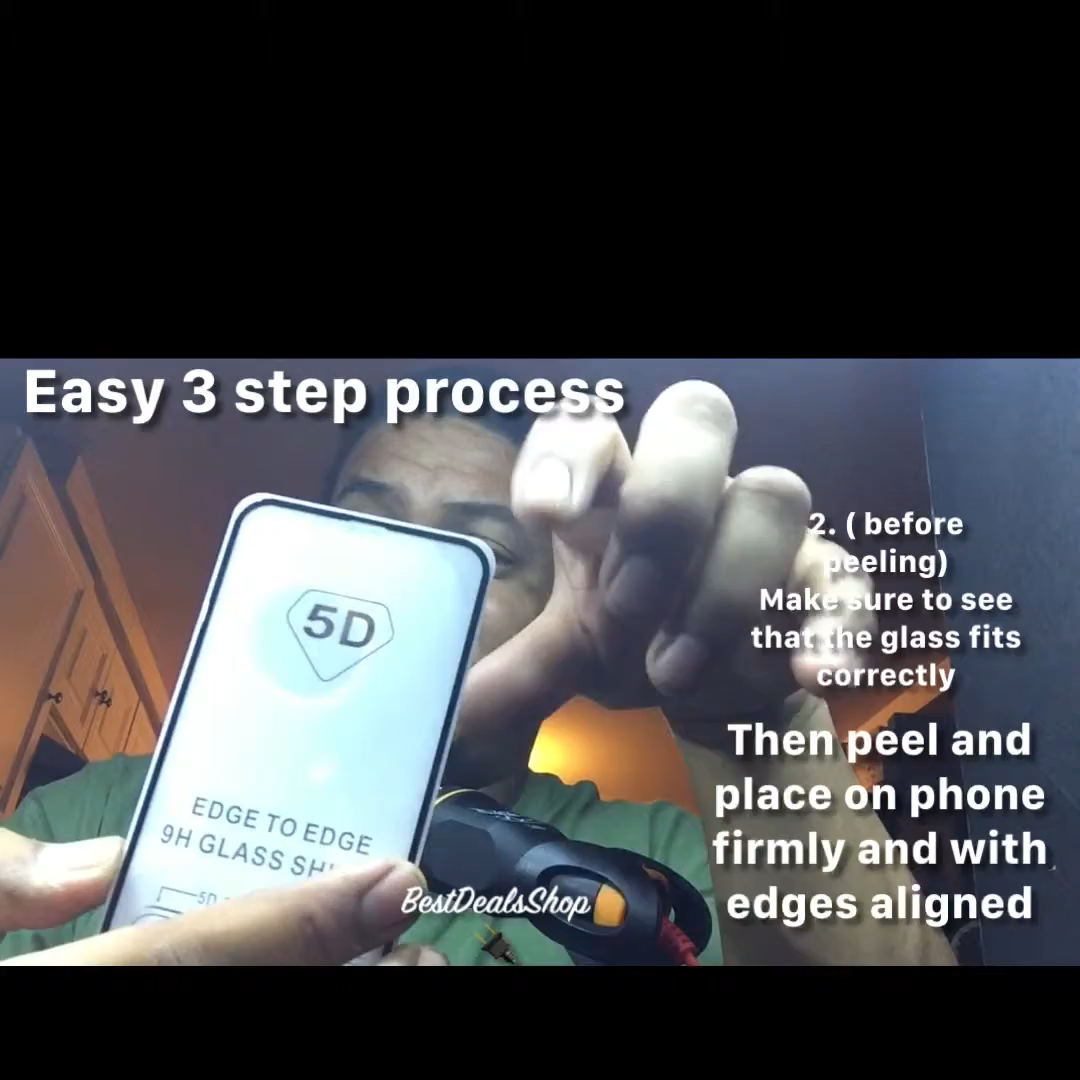 Easy 3 step process
2. ( before
peeling)
Make sure to see
that the glass fits
correctly
Then peel and
place on phone
firmly and with
edges aligned
5D
EDGE TO EDGE
9H GLASS
5D
BestDealsShop